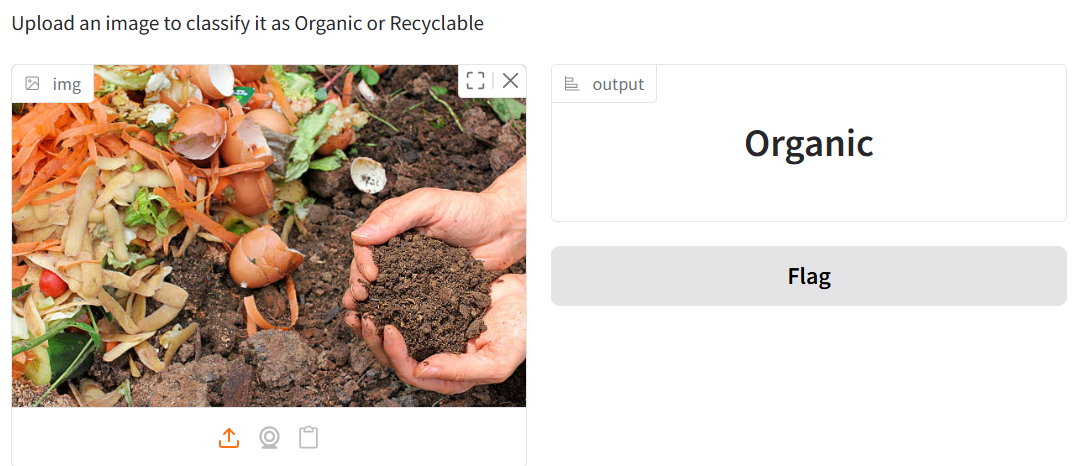 Upload an image to classify it as Organic or Recyclable
img
output
Organic
Flag